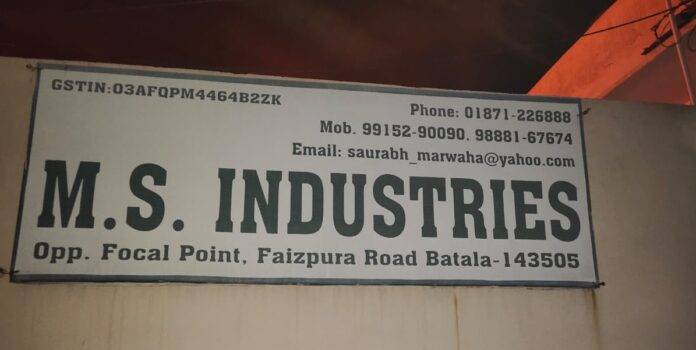 GSTIN:03AFQPM4464B2ZK
Phone: 01871-226888
Mob. 99152-90090, 98881-67674
Email: saurabh_marwaha@yahoo.com
M.S. INDUSTRIES
Opp. Focal Point, Faizpura Road Batala-143505